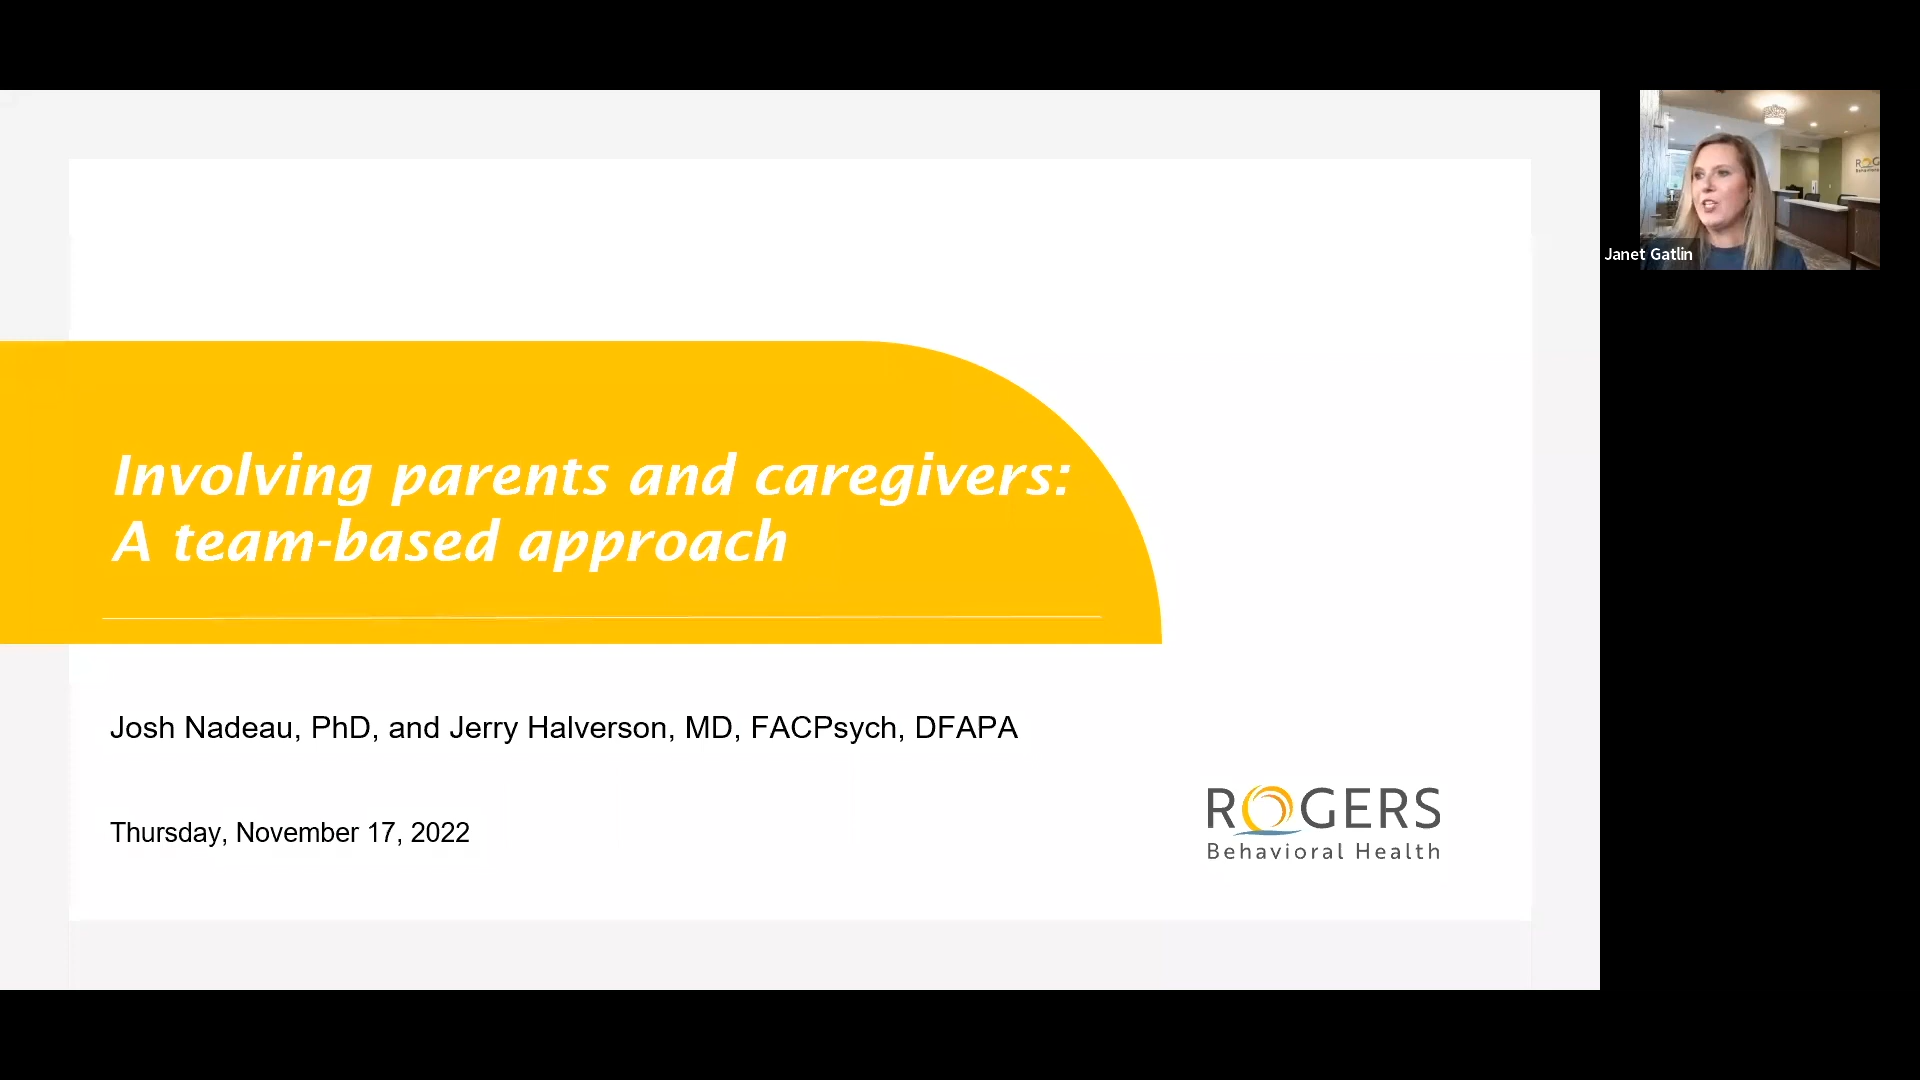 Involving parents and caregivers:
A team-based approach
Josh Nadeau, PhD, and Jerry Halverson, MD, FACPsych, DFAPA
Thursday, November 17, 2022
ROGERS
Behavioral Health
Janet Gatlin